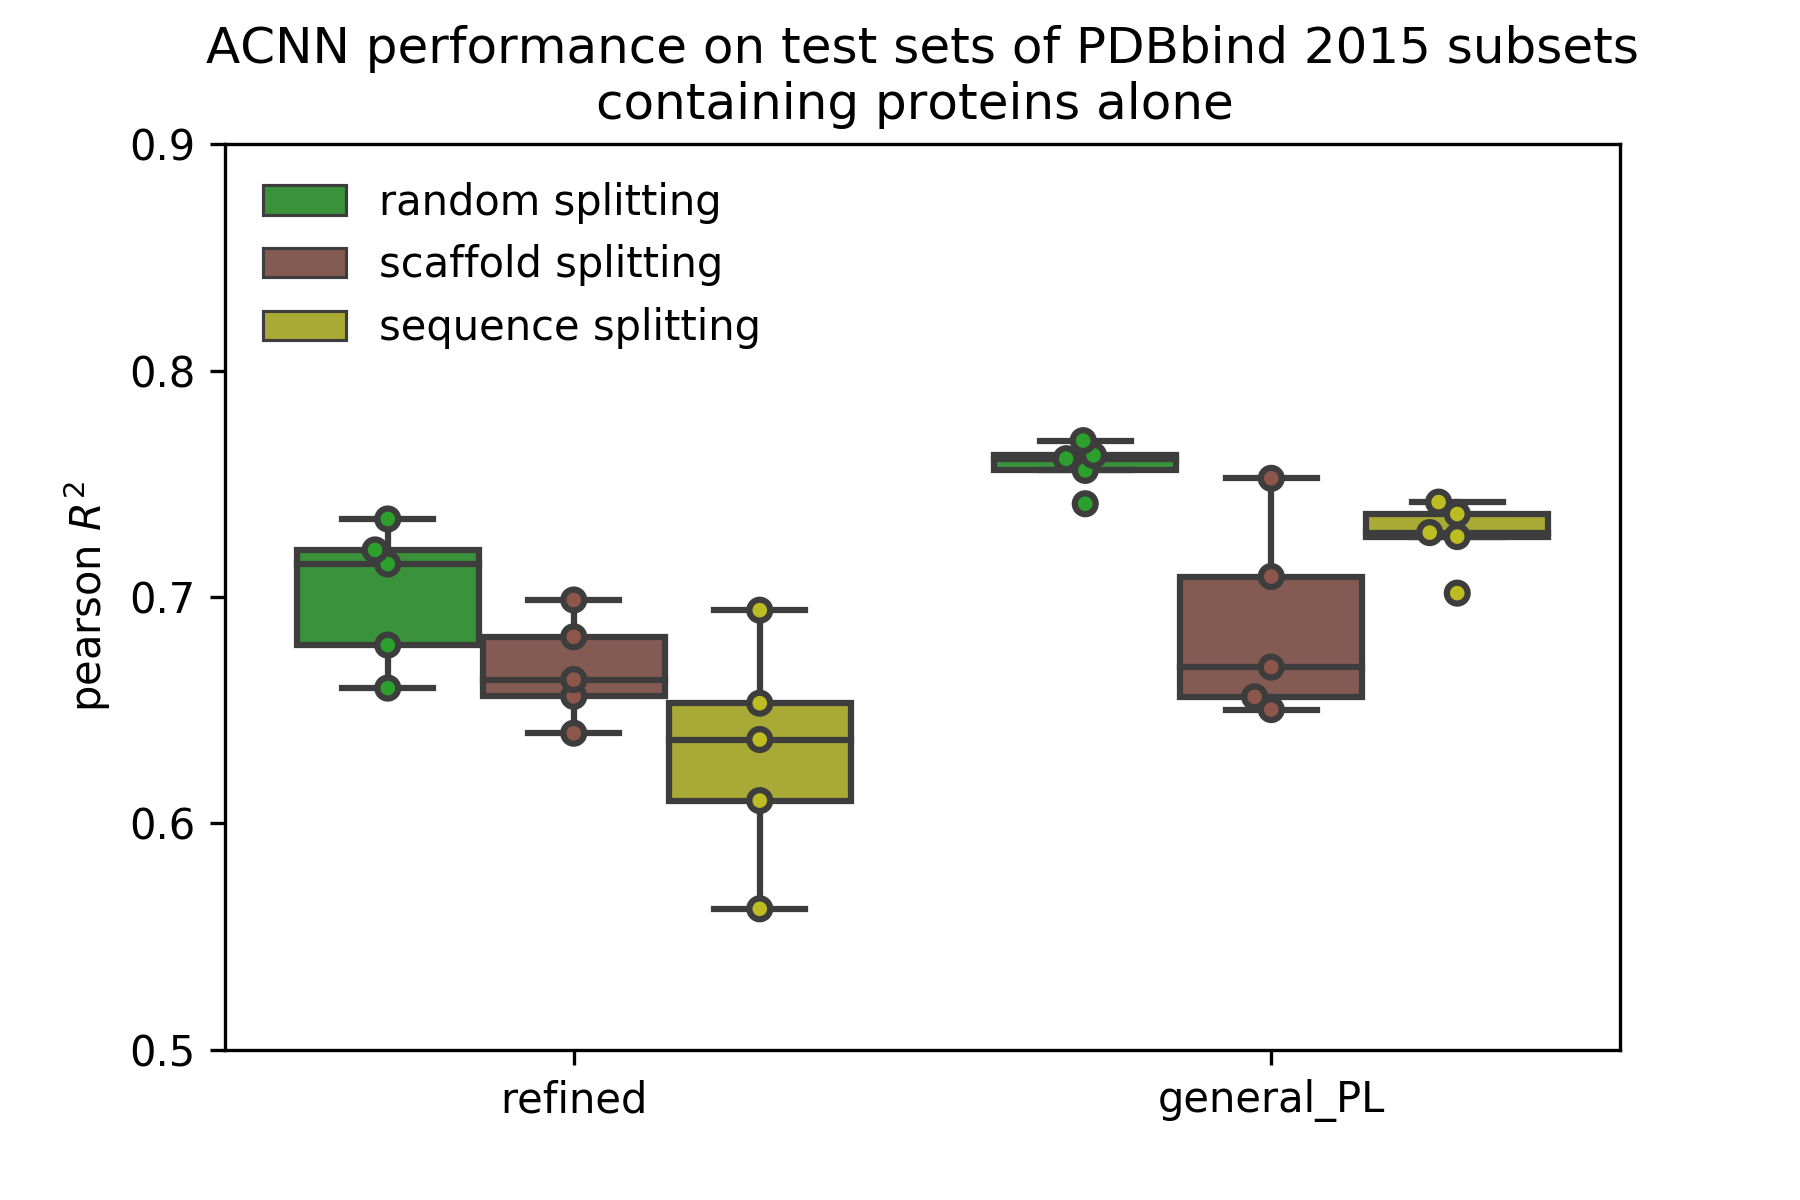 ACNN performance on test sets of PDBbind 2015 subsets
containing proteins alone
0.9
0.8
0.7
0.6
0.5
pearson R²
random splitting
scaffold splitting
sequence splitting
refined
general_PL